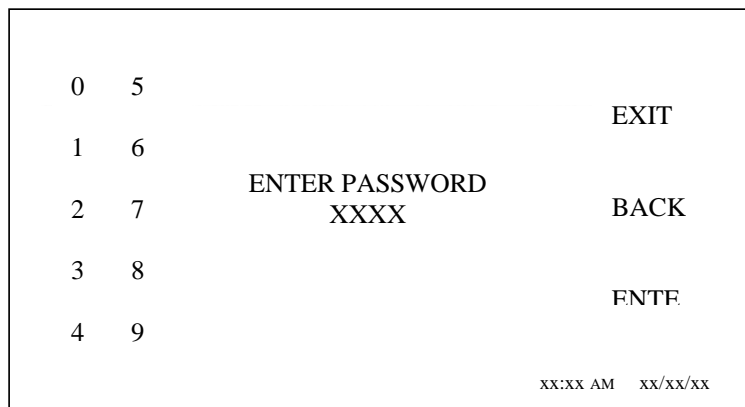 0 5
EXIT
1 6
ENTER PASSWORD
2 7 XXXX BACK
3 8
ENTE
4 9
xx:xx AM xx/xx/xx